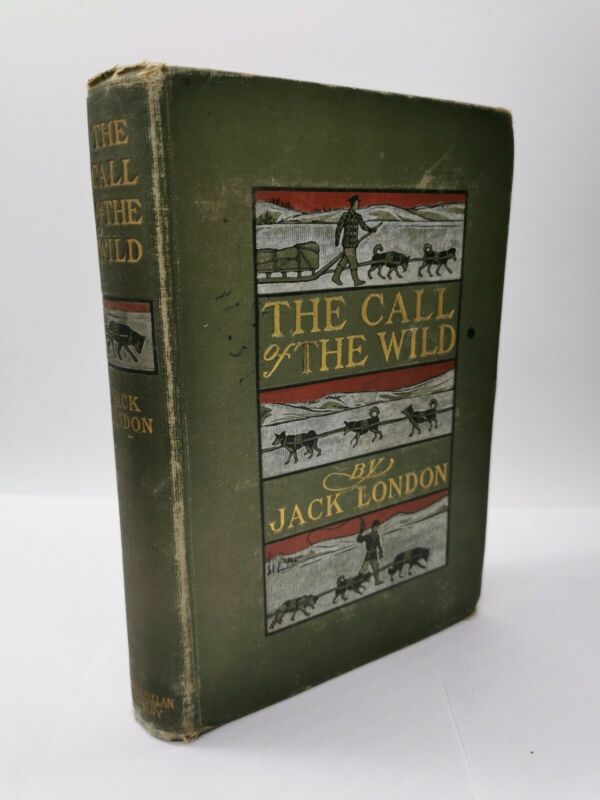 THE
CALL
of THE
WILD
JACK
LONDON
THE CALL
of THE WILD
BY
JACK LONDON